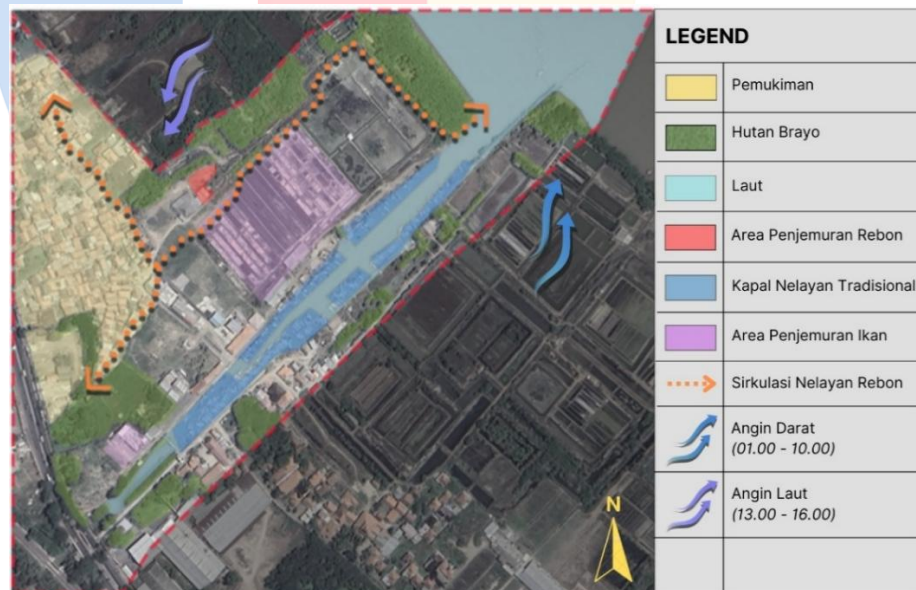 LEGEND
Pemukiman
Hutan Brayo
Laut
Area Penjemuran Rebon
Kapal Nelayan Tradisional
Area Penjemuran Ikan
Sirkulasi Nelayan Rebon
Angin Darat
(01.00 - 10.00)
Angin Laut
(13.00 - 16.00)
N